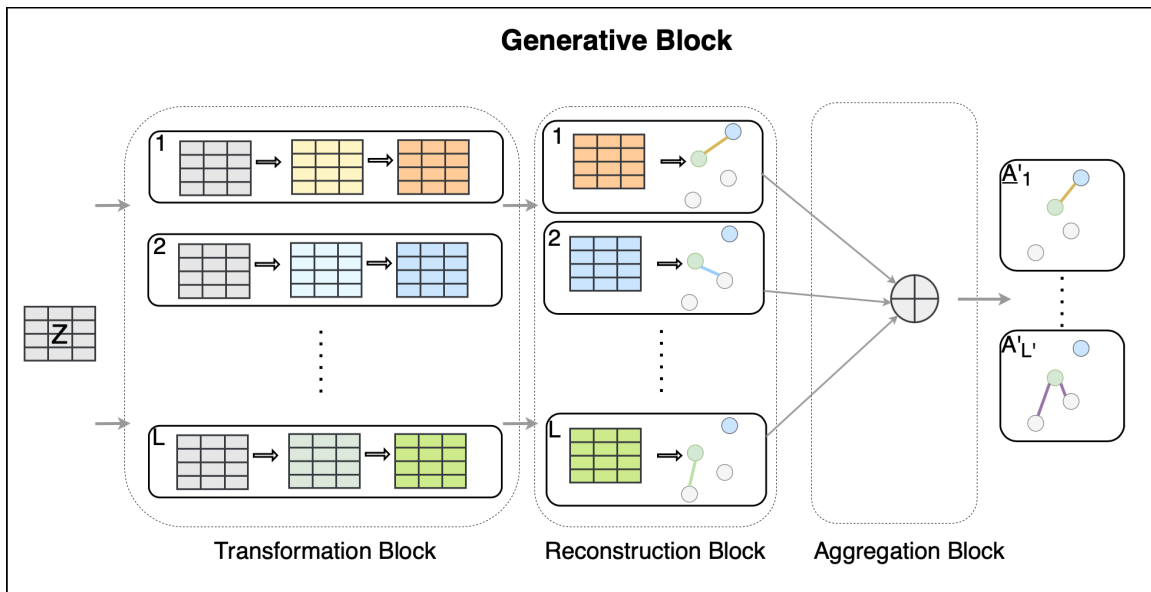 Generative Block
Z
1
2
L
Transformation Block
1
2
L
Reconstruction Block
Aggregation Block
A'1
A'L'